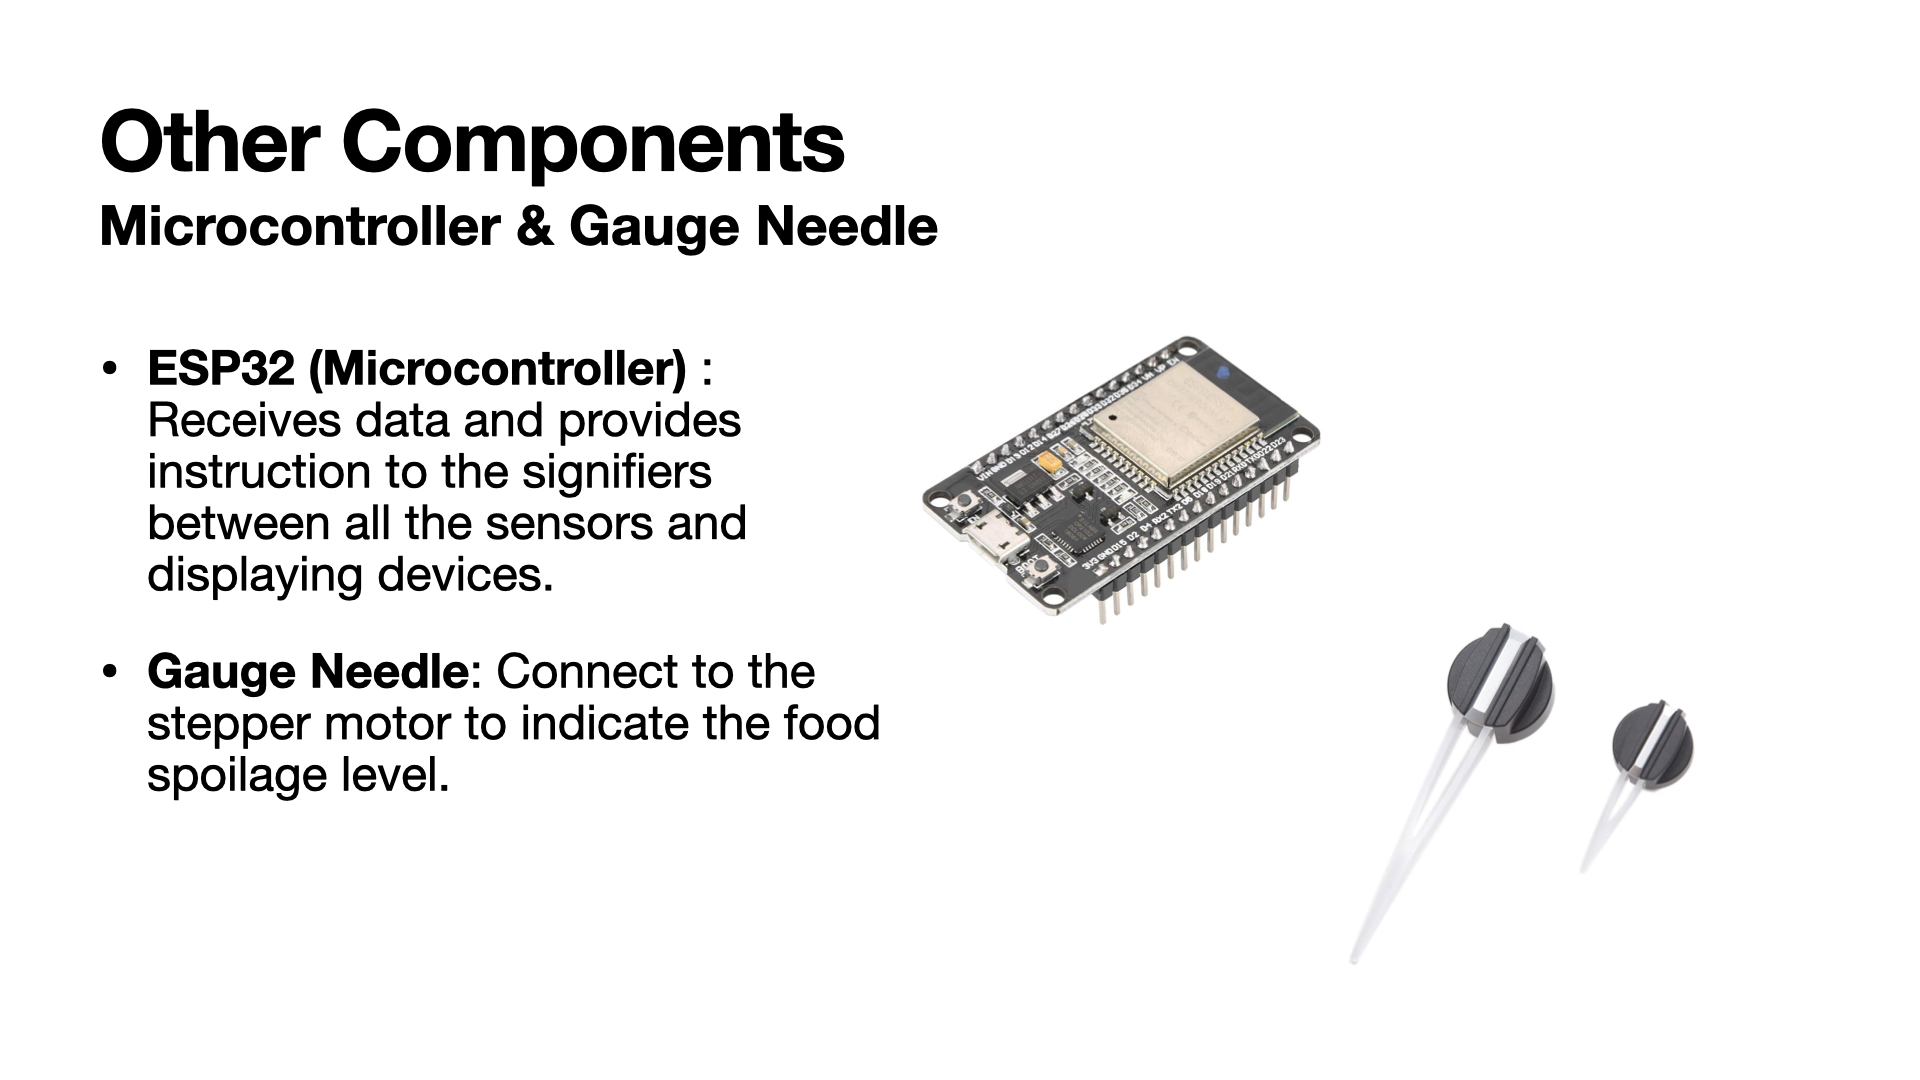 Other Components
Microcontroller & Gauge Needle
• ESP32 (Microcontroller) :
Receives data and provides
instruction to the signifiers
between all the sensors and
displaying devices.
• Gauge Needle: Connect to the
stepper motor to indicate the food
spoilage level.